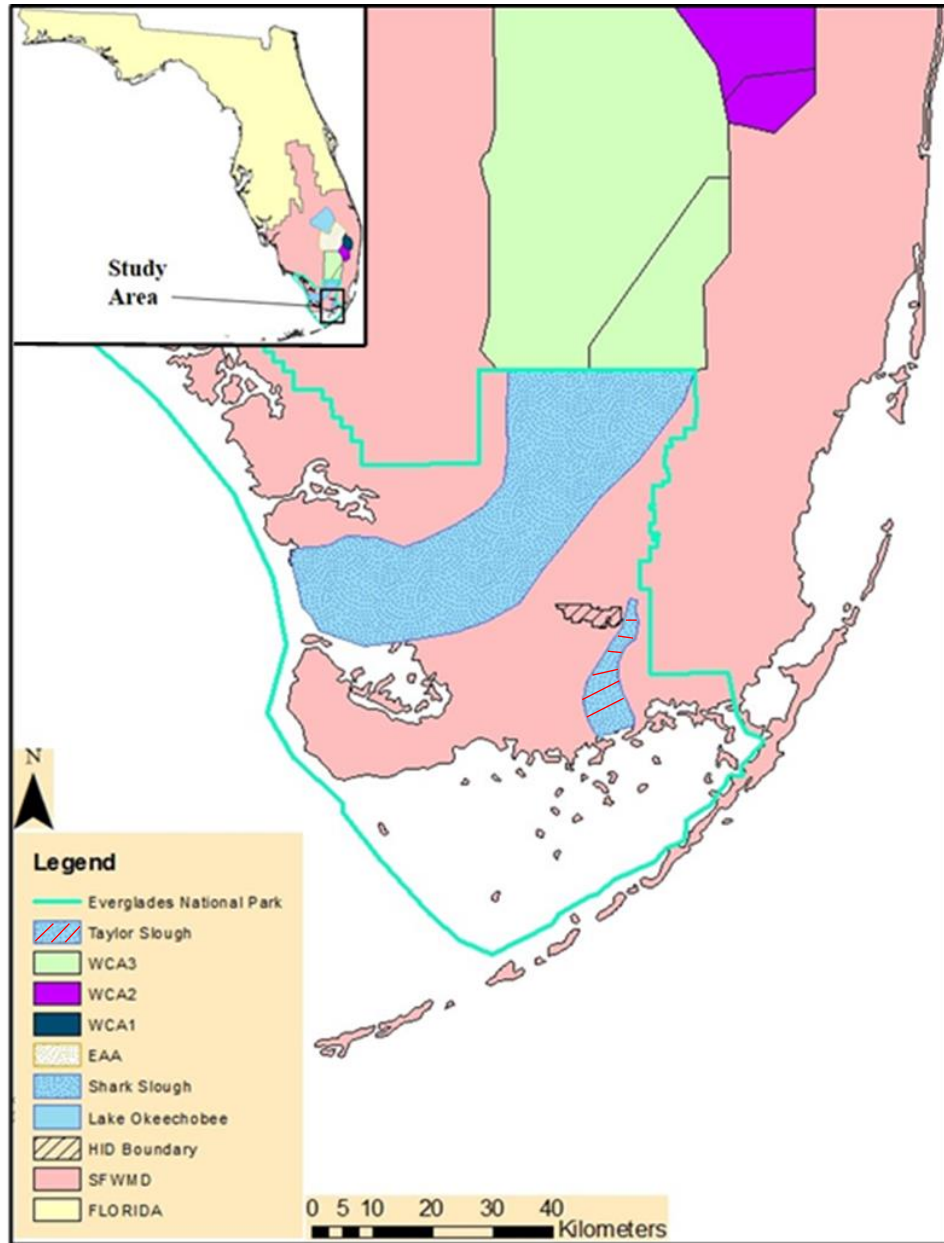 Study
Area
N
Legend
Everglades National Park
Taylor Slough
WCA3
WCA2
WCA1
EAA
Shark Slough
Lake Okeechobee
HID Boundary
SFWMD
FLORIDA
0 5 10 20 30 40
Kilometers